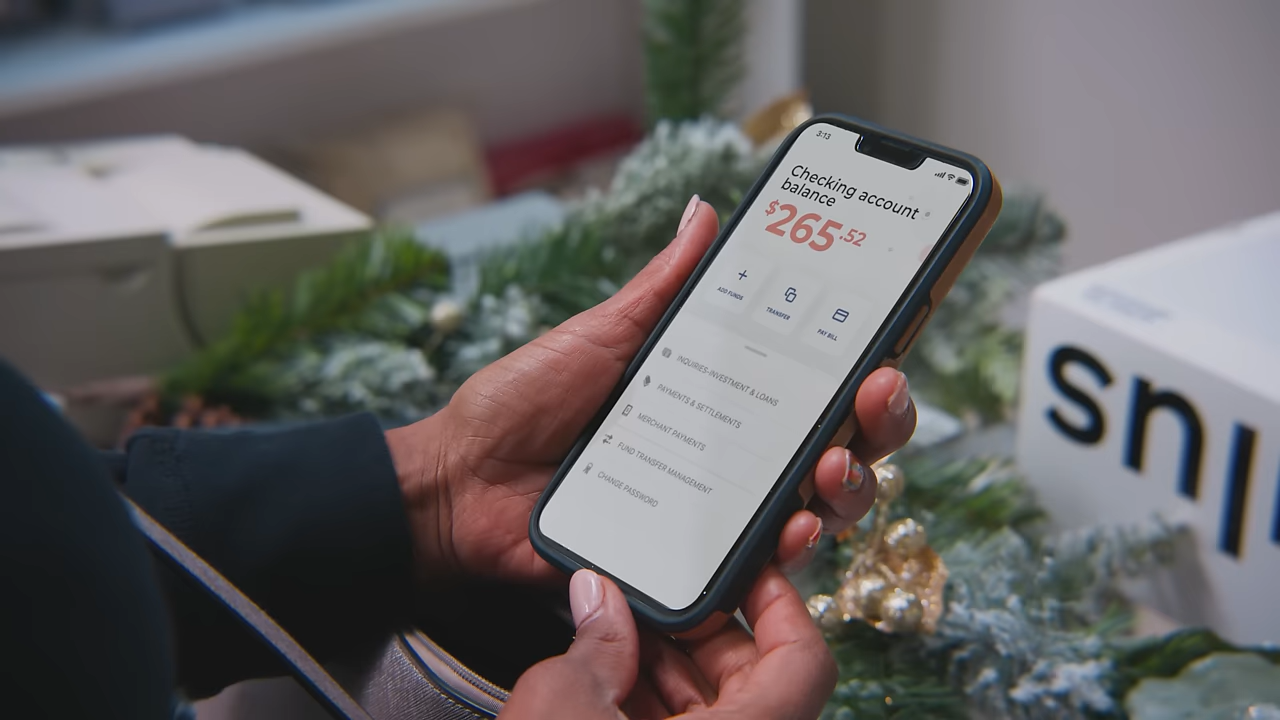 3:13
Checking account
balance
$265.52
ADD FUNDS
TRANSFER
PAY BILL
INQUIRIES-INVESTMENT & LOANS
PAYMENTS & SETTLEMENTS
MERCHANT PAYMENTS
FUND TRANSFER MANAGEMENT
CHANGE PASSWORD